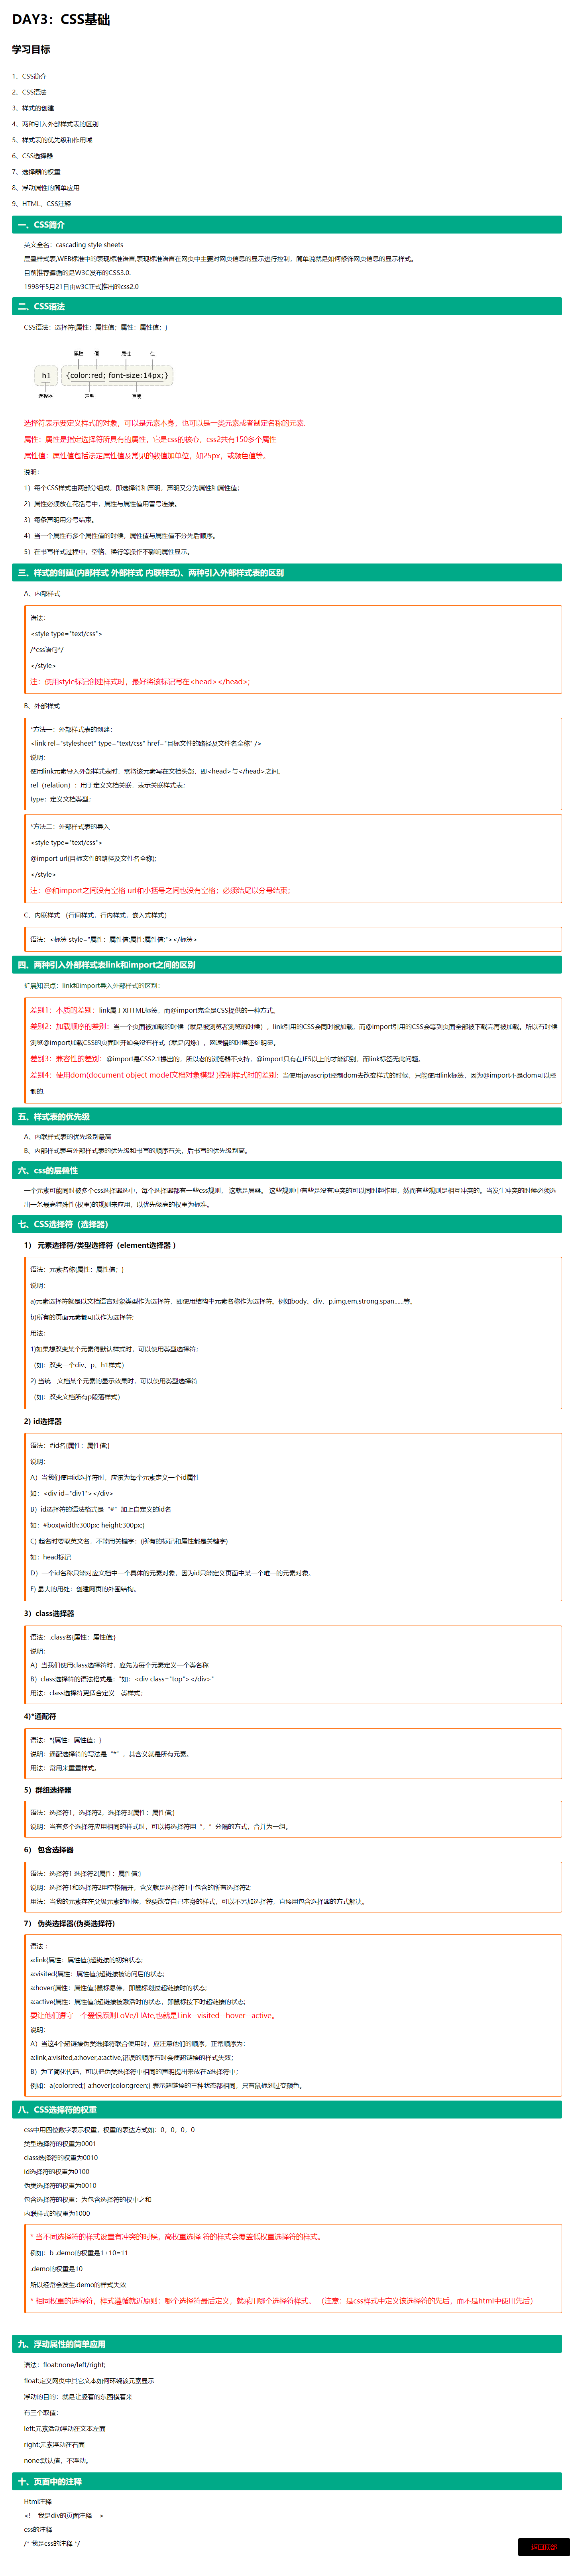 DAY3：CSS基础
学习目标
1、CSS简介
2、CSS语法
3、样式的创建
4、两种引入外部样式表的区别
5、样式表的优先级和作用域
6、CSS选择器
7、选择器的权重
8、浮动属性的简单应用
9、HTML、CSS注释
一、CSS简介
英文全名：cascading style sheets
层叠样式表,WEB标准中的表现标准语言,表现标准语言在网页中主要对网页信息的显示进行控制，简单说就是如何修饰网页信息的显示样式。
目前推荐遵循的是W3C发布的CSS3.0.
1998年5月21日由w3C正式推出的css2.0
二、CSS语法
CSS语法：选择符{属性：属性值；属性：属性值；}
属性 值 属性 值
h1 {color:red; font-size:14px;}
选择器 声明 声明
选择符表示要定义样式的对象，可以是元素本身，也可以是一类元素或者制定名称的元素.
属性：属性是指定选择符所具有的属性，它是css的核心，css2共有150多个属性
属性值：属性值包括法定属性值及常见的数值加单位，如25px，或颜色值等。
说明：
1）每个CSS样式由两部分组成，即选择符和声明，声明又分为属性和属性值；
2）属性必须放在花括号中，属性与属性值用冒号连接。
3）每条声明用分号结束。
4）当一个属性有多个属性值的时候，属性值与属性值不分先后顺序。
5）在书写样式过程中，空格、换行等操作不影响属性显示。
三、样式的创建(内部样式 外部样式 内联样式)、两种引入外部样式表的区别
A、内部样式
语法：
<style type="text/css">
/*css语句*/
</style>
注：使用style标记创建样式时，最好将该标记写在<head></head>;
B、外部样式
*方法一：外部样式表的创建：
<link rel="stylesheet" type="text/css" href="目标文件的路径及文件名全称" />
说明：
使用link元素导入外部样式表时，需将该元素写在文档头部，即<head>与</head>之间。
rel（relation）：用于定义文档关联，表示关联样式表；
type：定义文档类型；
*方法二：外部样式表的导入
<style type="text/css">
@import url(目标文件的路径及文件名全称);
</style>
注：@和import之间没有空格 url和小括号之间也没有空格；必须结尾以分号结束；
C、内联样式 （行间样式，行内样式，嵌入式样式）
语法：<标签 style="属性：属性值;属性:属性值;"></标签>
四、两种引入外部样式表link和import之间的区别
扩展知识点：link和import导入外部样式的区别：
差别1：本质的差别：link属于XHTML标签，而@import完全是CSS提供的一种方式。
差别2：加载顺序的差别：当一个页面被加载的时候（就是被浏览者浏览的时候），link引用的CSS会同时被加载，而@import引用的CSS会等到页面全部被下载完再被加载。所以有时候
浏览@import加载CSS的页面时开始会没有样式（就是闪烁），网速慢的时候还挺明显。
差别3：兼容性的差别：@import是CSS2.1提出的，所以老的浏览器不支持，@import只有在IE5以上的才能识别，而link标签无此问题。
差别4：使用dom(document object model文档对象模型 )控制样式时的差别：当使用javascript控制dom去改变样式的时候，只能使用link标签，因为@import不是dom可以控
制的.
五、样式表的优先级
A、内联样式表的优先级别最高
B、内部样式表与外部样式表的优先级和书写的顺序有关，后书写的优先级别高。
六、css的层叠性
一个元素可能同时被多个css选择器选中，每个选择器都有一些css规则， 这就是层叠。 这些规则中有些是没有冲突的可以同时起作用，然而有些规则是相互冲突的。当发生冲突的时候必须选
出一条最高特殊性(权重)的规则来应用，以优先级高的权重为标准。
七、CSS选择符（选择器）
1） 元素选择符/类型选择符（element选择器 ）
语法：元素名称{属性：属性值；}
说明：
a)元素选择符就是以文档语言对象类型作为选择符，即使用结构中元素名称作为选择符。例如body、div、p,img,em,strong,span......等。
b)所有的页面元素都可以作为选择符;
用法：
1)如果想改变某个元素得默认样式时，可以使用类型选择符；
（如：改变一个div、p、h1样式）
2）当统一文档某个元素的显示效果时，可以使用类型选择符
（如：改变文档所有p段落样式）
2) id选择器
语法：#id名{属性：属性值;}
说明：
A）当我们使用id选择符时，应该为每个元素定义一个id属性
如：<div id="div1"></div>
B）id选择符的语法格式是 "#" 加上自定义的id名
如：#box{width:300px; height:300px;}
C) 起名时要取英文名，不能用关键字：(所有的标记和属性都是关键字)
如：head标记
D）一个id名称只能对应文档中一个具体的元素对象，因为id只能定义页面中某一个唯一的元素对象。
E) 最大的用处：创建网页的外围结构。
3）class选择器
语法：.class名{属性：属性值;}
说明：
A）当我们使用class选择符时，应先为每个元素定义一个类名称
B）class选择符的语法格式是："如：<div class="top"></div>"
用法：class选择符更适合定义一类样式；
4)*通配符
语法：*{属性：属性值；}
说明：通配选择符的写法是 "*" ，其含义就是所有元素。
用法：常用来重置样式。
5）群组选择器
语法：选择符1，选择符2，选择符3{属性：属性值;}
说明：当有多个选择符应用相同的样式时，可以将选择符用 "，" 分隔的方式，合并为一组。
6） 包含选择器
语法：选择符1 选择符2{属性：属性值;}
说明：选择符1和选择符2用空格隔开，含义就是选择符1中包含的所有选择符2;
用法：当我的元素存在父级元素的时候，我要改变自己本身的样式，可以不另加选择符，直接用包含选择器的方式解决。
7） 伪类选择器(伪类选择符)
语法 ：
a:link{属性：属性值;}超链接的初始状态;
a:visited{属性：属性值;}超链接被访问后的状态;
a:hover{属性：属性值;}鼠标悬停，即鼠标划过超链接时的状态;
a:active{属性：属性值;}超链接被激活时的状态，即鼠标按下时超链接的状态;
要让他们遵守一个爱恨原则LoVe/HAte,也就是Link--visited--hover--active。
说明：
A）当这4个超链接伪类选择符联合使用时，应注意他们的顺序，正常顺序为：
a:link,a:visited,a:hover,a:active,错误的顺序有时会使超链接的样式失效；
B）为了简化代码，可以把伪类选择符中相同的声明提出来放在a选择符中；
例如：a{color:red;} a:hover{color:green;} 表示超链接的三种状态都相同，只有鼠标划过变颜色。
八、CSS选择符的权重
css中用四位数字表示权重，权重的表达方式如：0，0，0，0
类型选择符的权重为0001
class选择符的权重为0010
id选择符的权重为0100
伪类选择符的权重为0010
包含选择符的权重：为包含选择符的权中之和
内联样式的权重为1000
* 当不同选择符的样式设置有冲突的时候，高权重选择 符的样式会覆盖低权重选择符的样式。
例如：b .demo的权重是1+10=11
.demo的权重是10
所以经常会发生.demo的样式失效
* 相同权重的选择符，样式遵循就近原则：哪个选择符最后定义，就采用哪个选择符样式。 （注意：是css样式中定义该选择符的先后，而不是html中使用先后）
九、浮动属性的简单应用
语法：float:none/left/right;
float:定义网页中其它文本如何环绕该元素显示
浮动的目的：就是让竖着的东西横着来
有三个取值：
left:元素活动浮动在文本左面
right:元素浮动在右面
none:默认值，不浮动。
十、页面中的注释
Html注释
<!-- 我是div的页面注释 -->
css的注释
/* 我是css的注释 */